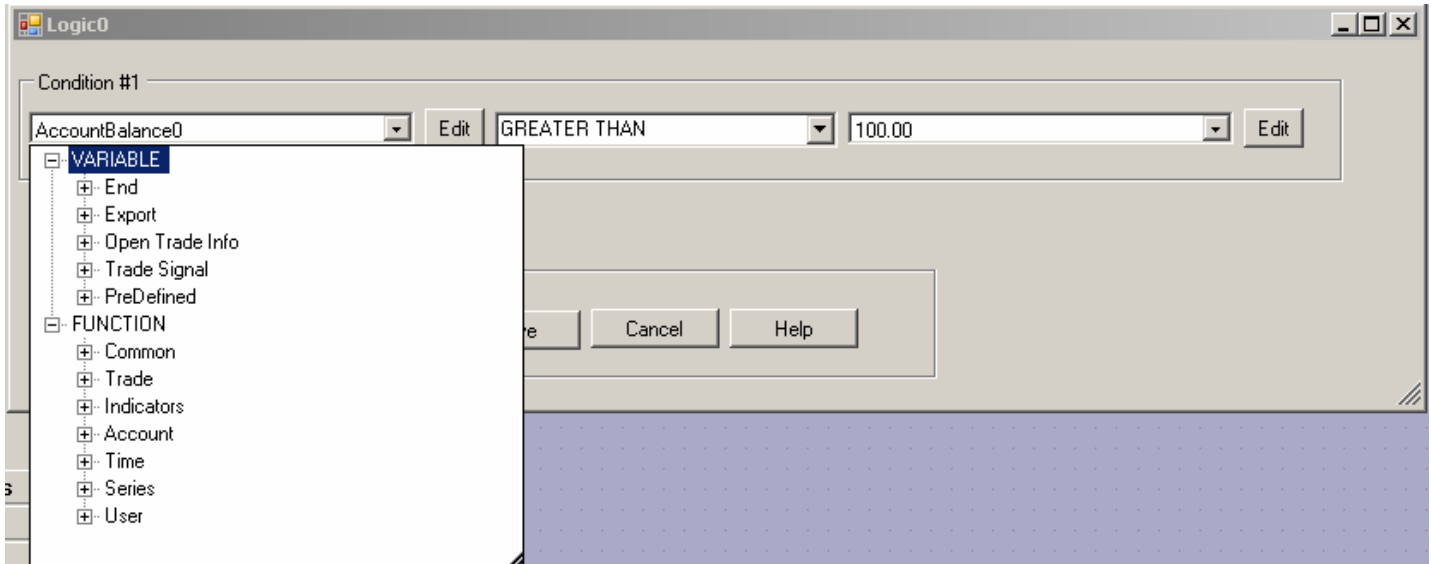 Logic0
Condition #1
AccountBalance0 Edit GREATER THAN 100.00 Edit
VARIABLE
End
Export
Open Trade Info
Trade Signal
PreDefined
FUNCTION
Common
Trade
Indicators
Account
Time
Series
User
Cancel Help